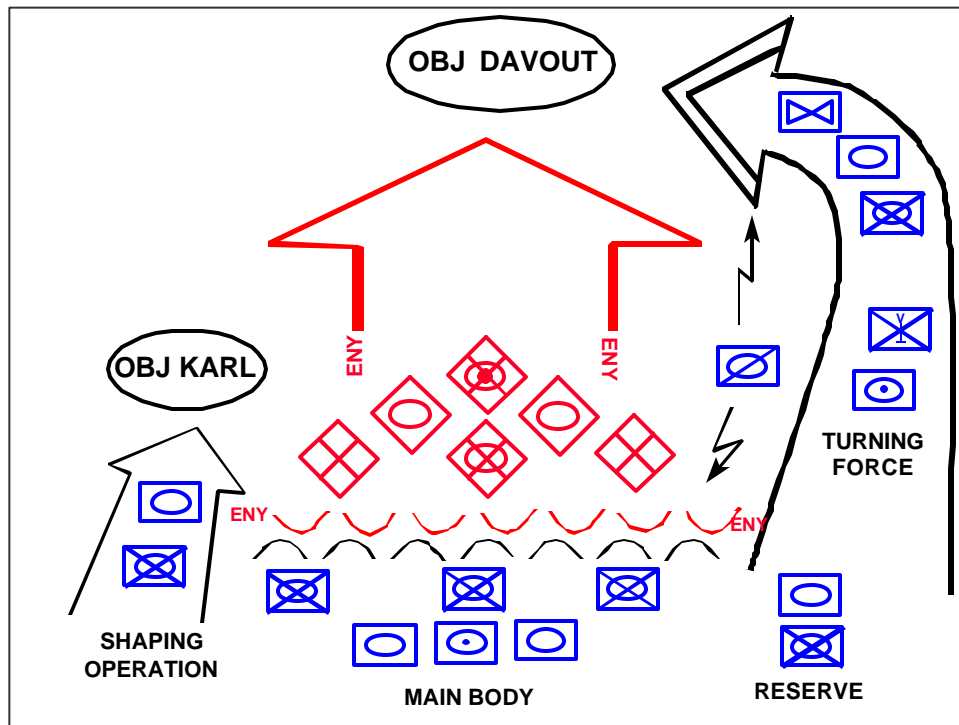 OBJ DAVOUT
ENY
ENY
OBJ KARL
TURNING
FORCE
ENY
ENY
SHAPING
OPERATION
MAIN BODY
RESERVE